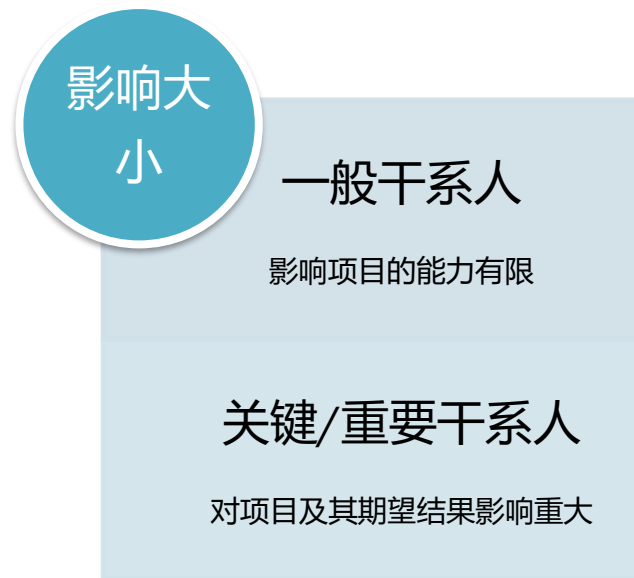 影响大
小
一般干系人
影响项目的能力有限
关键/重要干系人
对项目及其期望结果影响重大